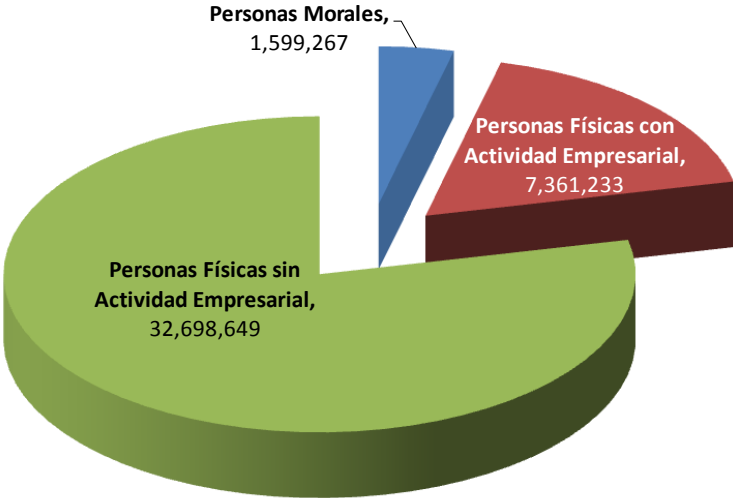 Personas Morales,
1,599,267
Personas Físicas con
Actividad Empresarial,
7,361,233
Personas Físicas sin
Actividad Empresarial,
32,698,649